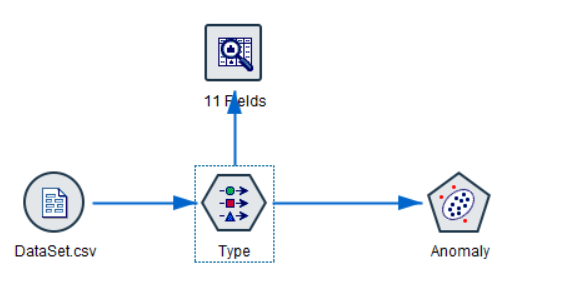 11 Fields
DataSet.csv
Type
Anomaly